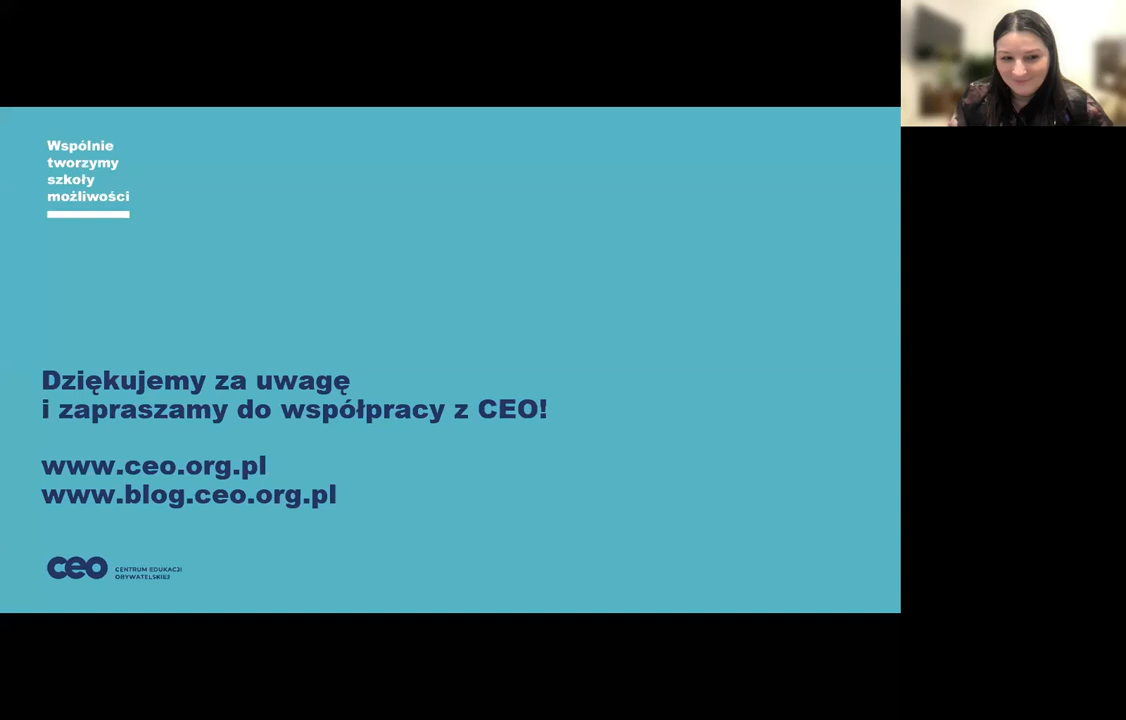 Wspólnie
tworzymy
szkoły
możliwości
Dziękujemy za uwagę
i zapraszamy do współpracy z CEO!
www.ceo.org.pl
www.blog.ceo.org.pl
ceo
CENTRUM EDUKACJI
OBYWATELSKIEJ